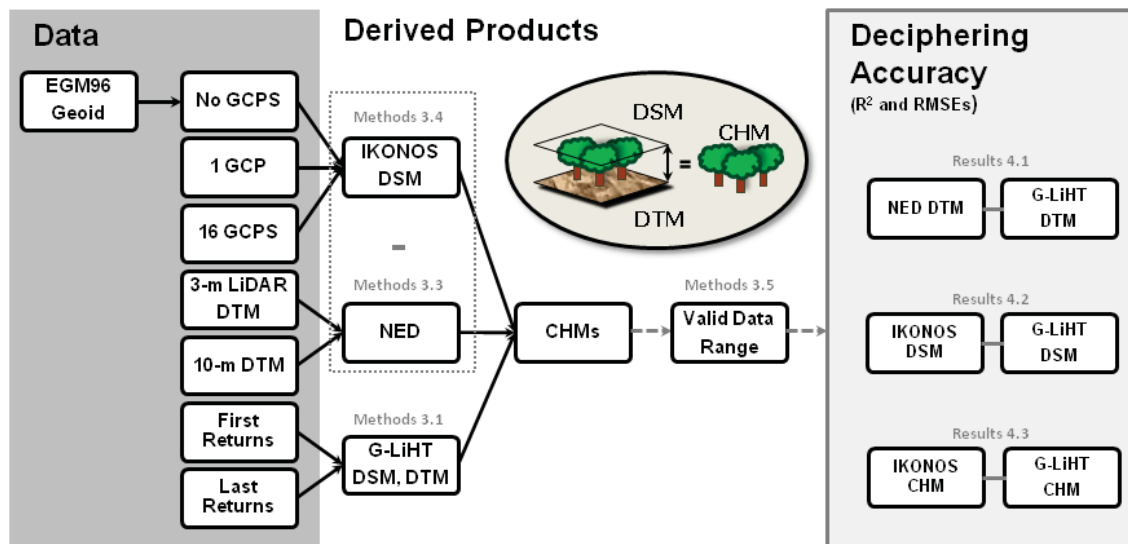 Data
EGM96
Geoid
No GCPS
1 GCP
16 GCPS
3-m LiDAR
DTM
10-m DTM
First
Returns
Last
Returns
Derived Products
Methods 3.4
IKONOS
DSM
-
Methods 3.3
NED
Methods 3.1
G-LiHT
DSM, DTM
DSM
CHM
=
DTM
CHMs
Methods 3.5
Valid Data
Range
Deciphering
Accuracy
(R² and RMSEs)
Results 4.1
NED DTM
G-LiHT
DTM
Results 4.2
IKONOS
DSM
G-LiHT
DSM
Results 4.3
IKONOS
CHM
G-LiHT
CHM